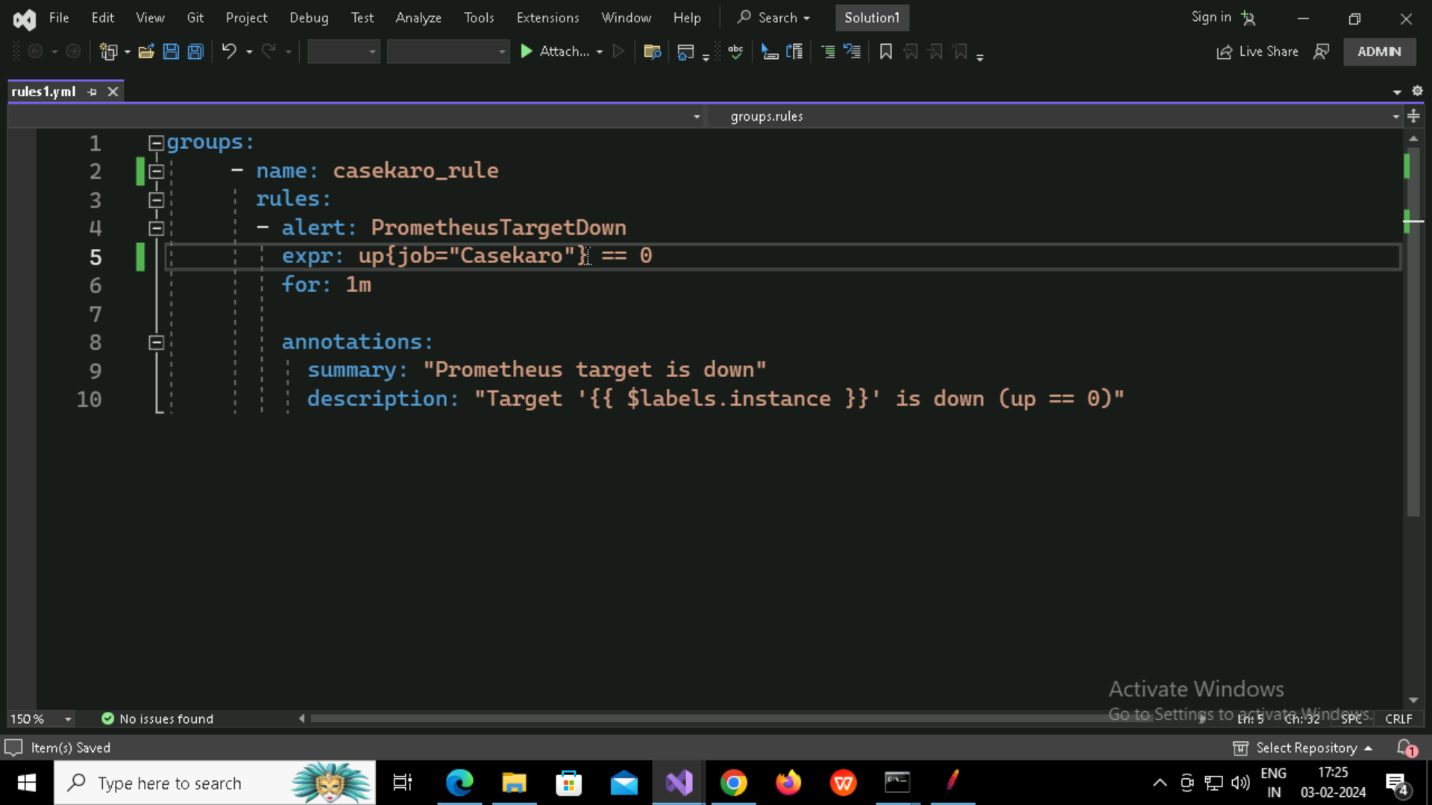 File Edit View Git Project Debug Test Analyze Tools Extensions Window Help Search Solution1 Sign in
Attach... Live Share ADMIN
rules1.yml
groups.rules
1 groups:
2 - name: casekaro_rule
3 rules:
4 - alert: PrometheusTargetDown
5 expr: up{job="Casekaro"} == 0
6 for: 1m
7
8 annotations:
9 summary: "Prometheus target is down"
10 description: "Target '{{ $labels.instance }}' is down (up == 0)"
Activate Windows
Go to Settings to activate Windows.
150 % No issues found Ln: 5 Ch: 32 SPC CRLF
Item(s) Saved Select Repository 1
Type here to search ENG 17:25
IN 03-02-2024 4